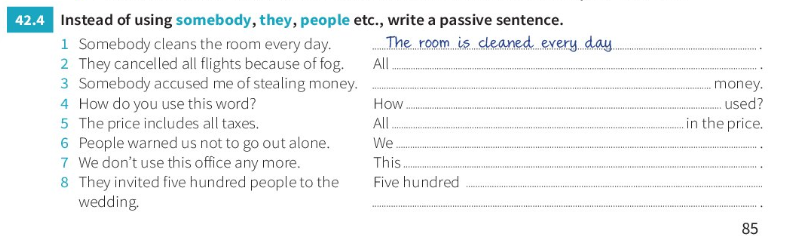 42.4 Instead of using somebody, they, people etc., write a passive sentence.
1 Somebody cleans the room every day. The room is cleaned every day.
2 They cancelled all flights because of fog. All .
3 Somebody accused me of stealing money. money.
4 How do you use this word? How used?
5 The price includes all taxes. All in the price.
6 People warned us not to go out alone. We .
7 We don't use this office any more. This .
8 They invited five hundred people to the Five hundred
wedding. .
85